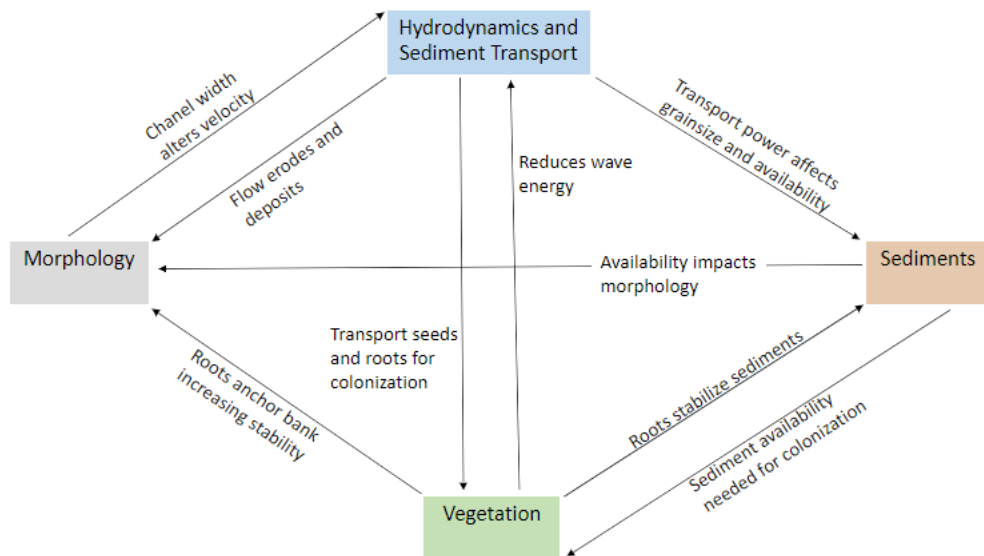 Hydrodynamics and
Sediment Transport
Chanel width
alters velocity
Flow erodes and
deposits
Reduces wave
energy
Transport power affects
grainsize and availability
Morphology
Availability impacts
morphology
Sediments
Transport seeds
and roots for
colonization
Roots anchor bank
increasing stability
Roots stabilize sediments
Sediment availability
needed for colonization
Vegetation